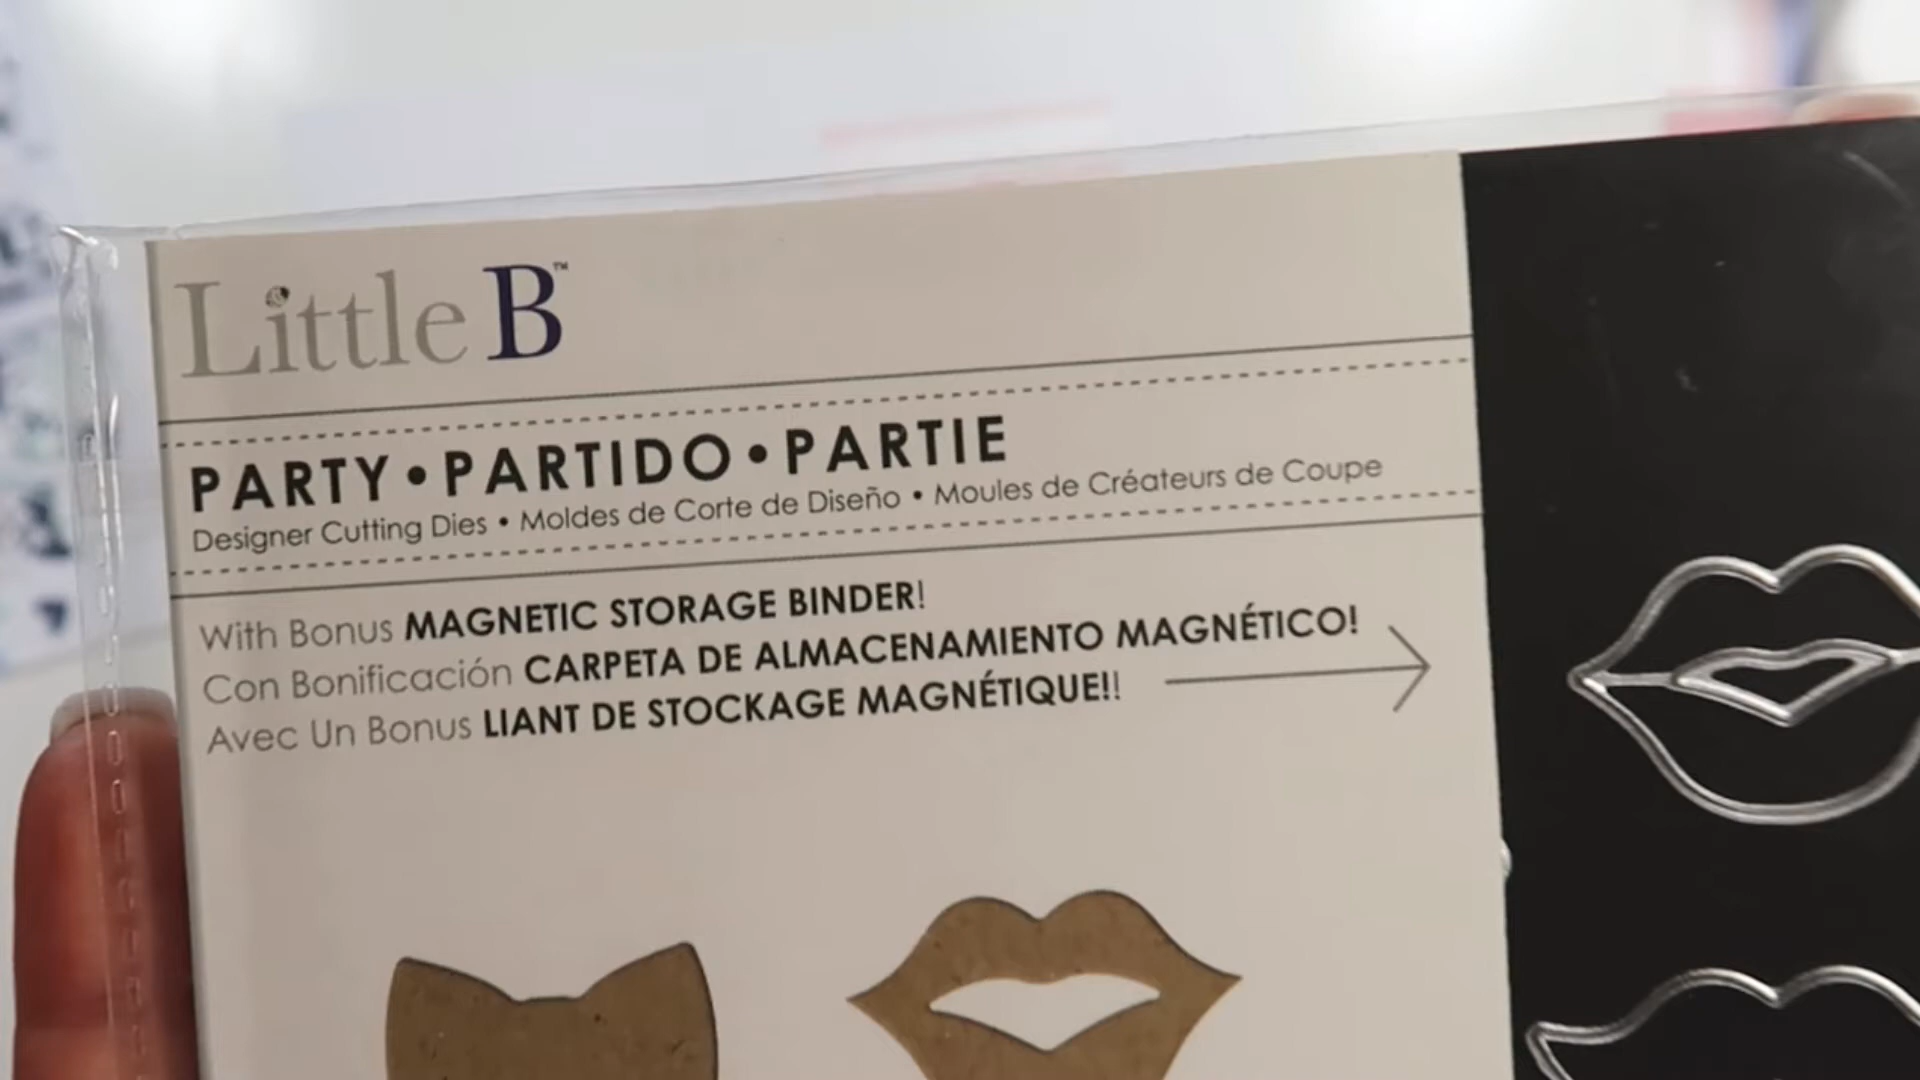 Little B™
PARTY • PARTIDO • PARTIE
Designer Cutting Dies • Moldes de Corte de Diseño • Moules de Créateurs de Coupe
With Bonus MAGNETIC STORAGE BINDER!
Con Bonificación CARPETA DE ALMACENAMIENTO MAGNÉTICO!
Avec Un Bonus LIANT DE STOCKAGE MAGNÉTIQUE!!